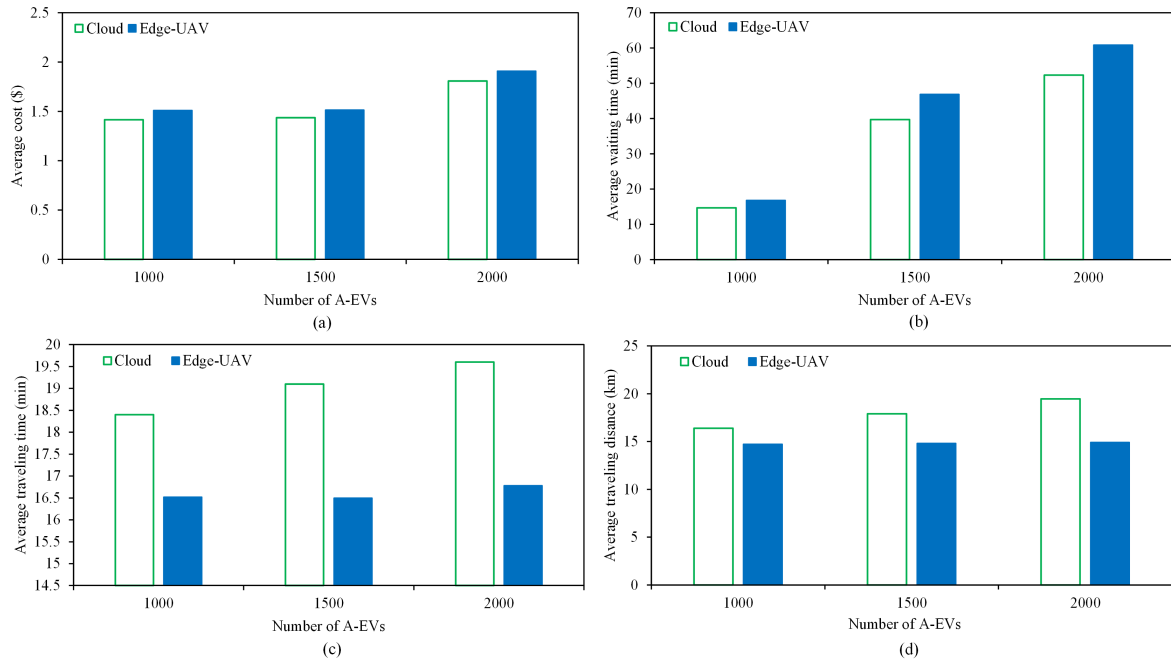 2.5
2
1.5
1
0.5
0
Average cost ($)
Cloud Edge-UAV
1000 1500 2000
Number of A-EVs
(a)
70
60
50
40
30
20
10
0
Average waiting time (min)
Cloud Edge-UAV
1000 1500 2000
Number of A-EVs
(b)
20
19.5
19
18.5
18
17.5
17
16.5
16
15.5
15
14.5
Average traveling time (min)
Cloud Edge-UAV
1000 1500 2000
Number of A-EVs
(c)
25
20
15
10
5
0
Average traveling disance (km)
Cloud Edge-UAV
1000 1500 2000
Number of A-EVs
(d)